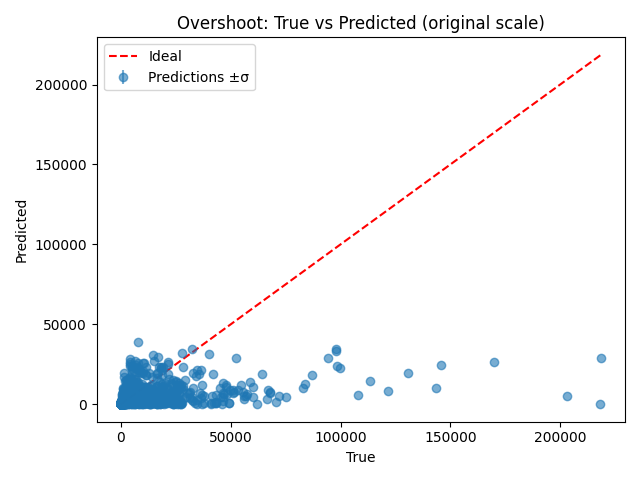 Overshoot: True vs Predicted (original scale)
Ideal
Predictions ±σ
200000
150000
100000
50000
0
Predicted
0 50000 100000 150000 200000
True